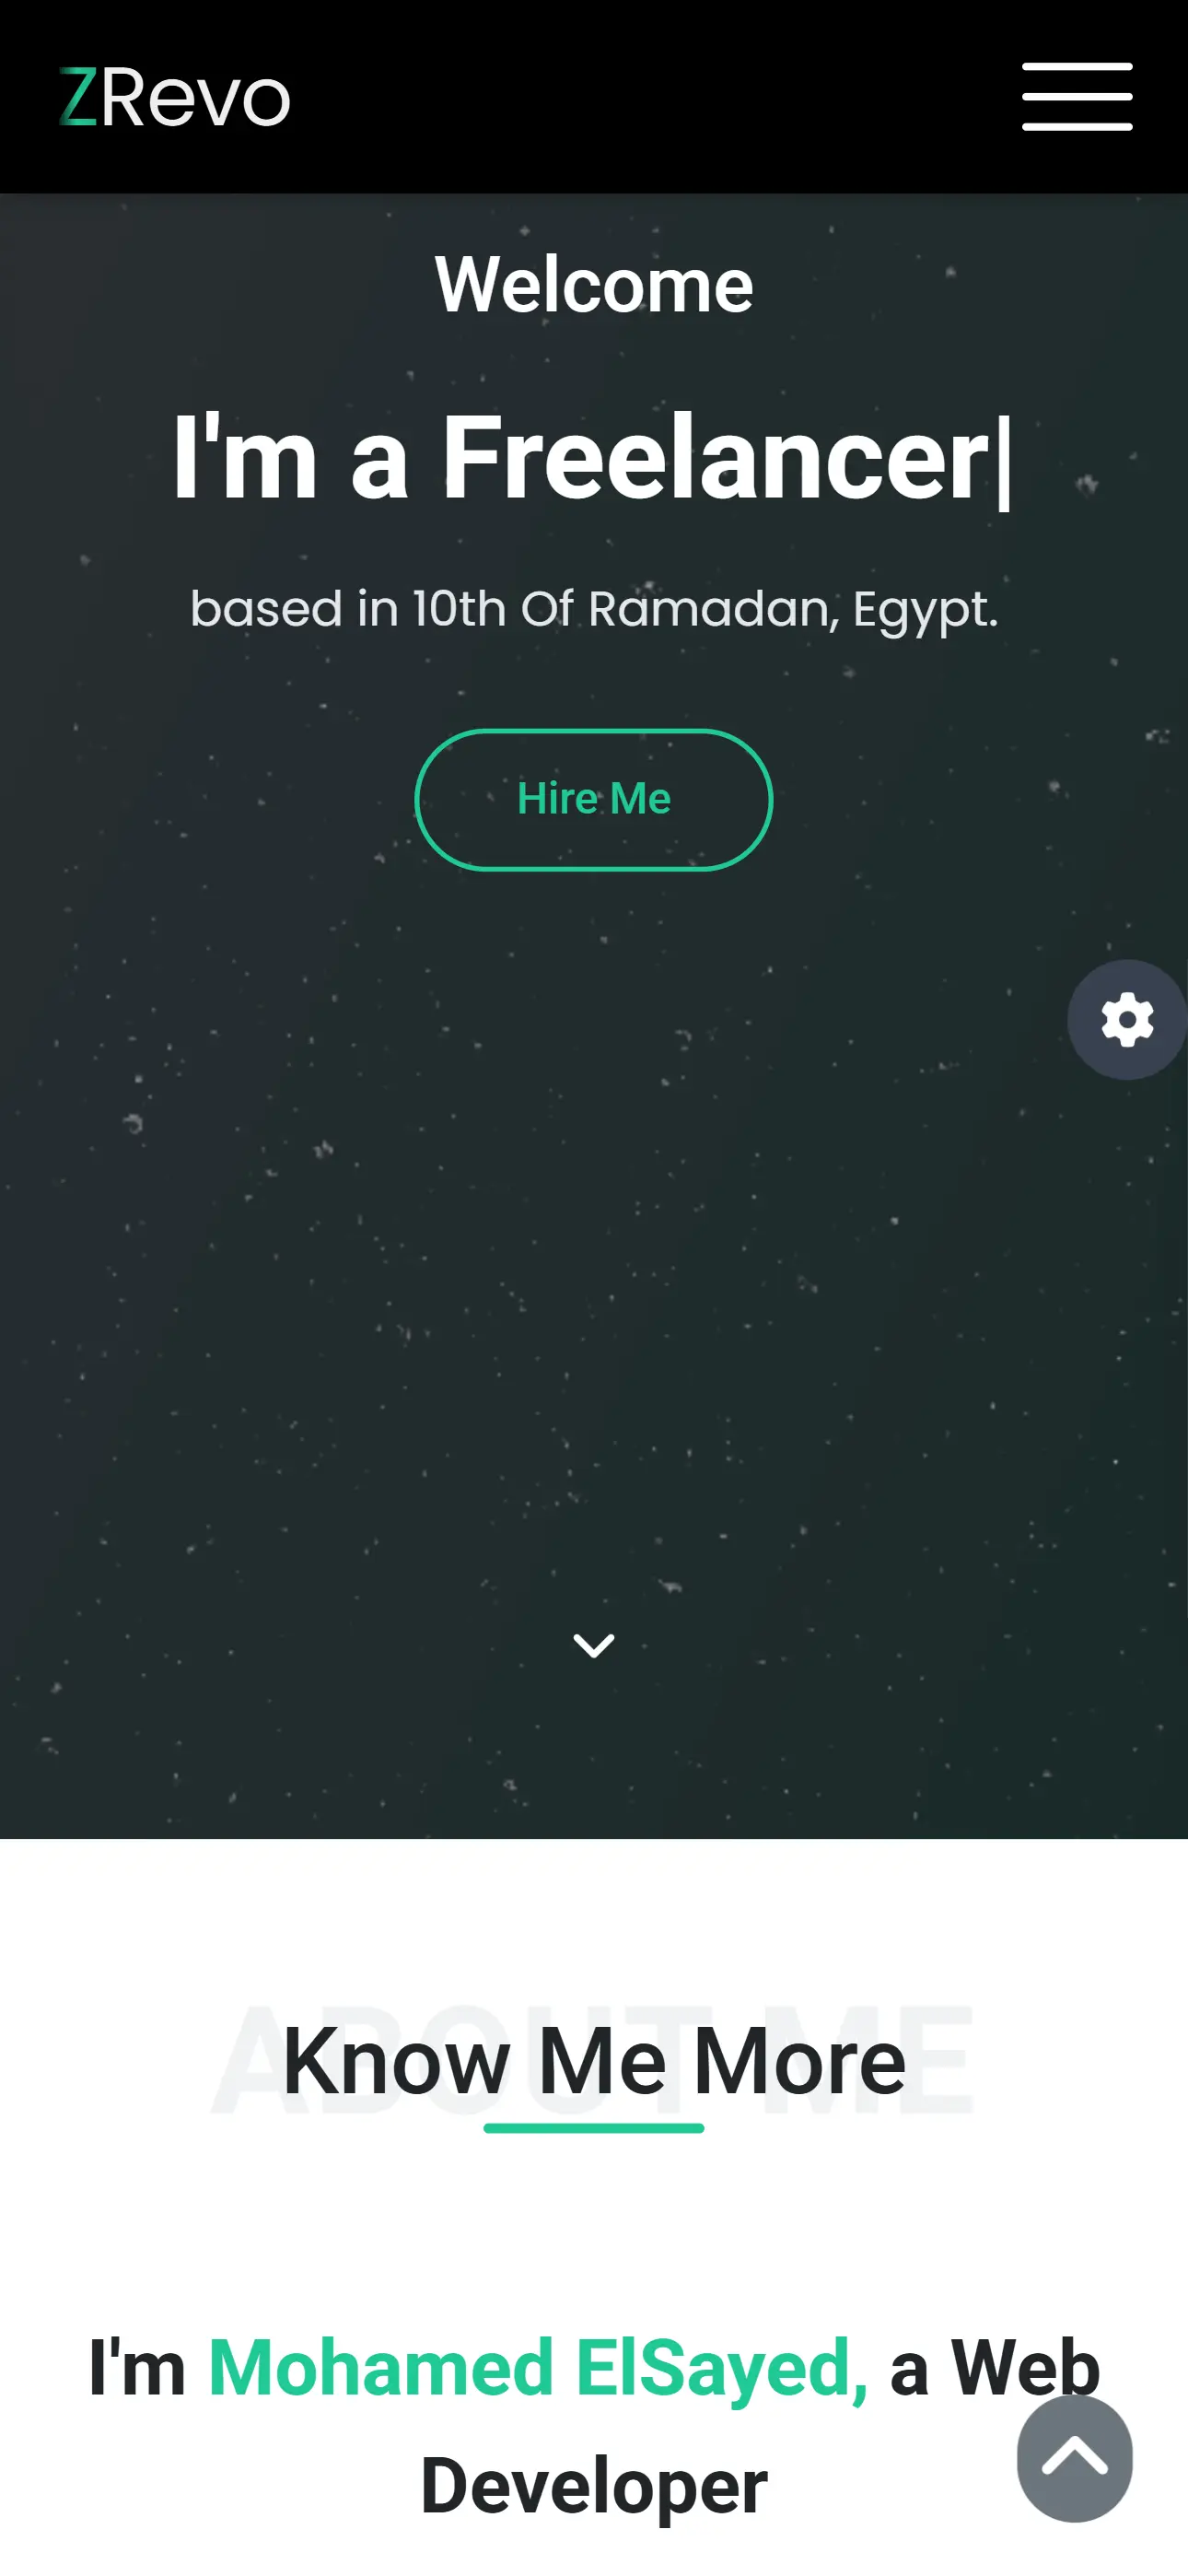 ZRevo
Welcome
I'm a Freelancer|
based in 10th Of Ramadan, Egypt.
Hire Me
ABOUT ME
Know Me More
I'm Mohamed ElSayed, a Web
Developer